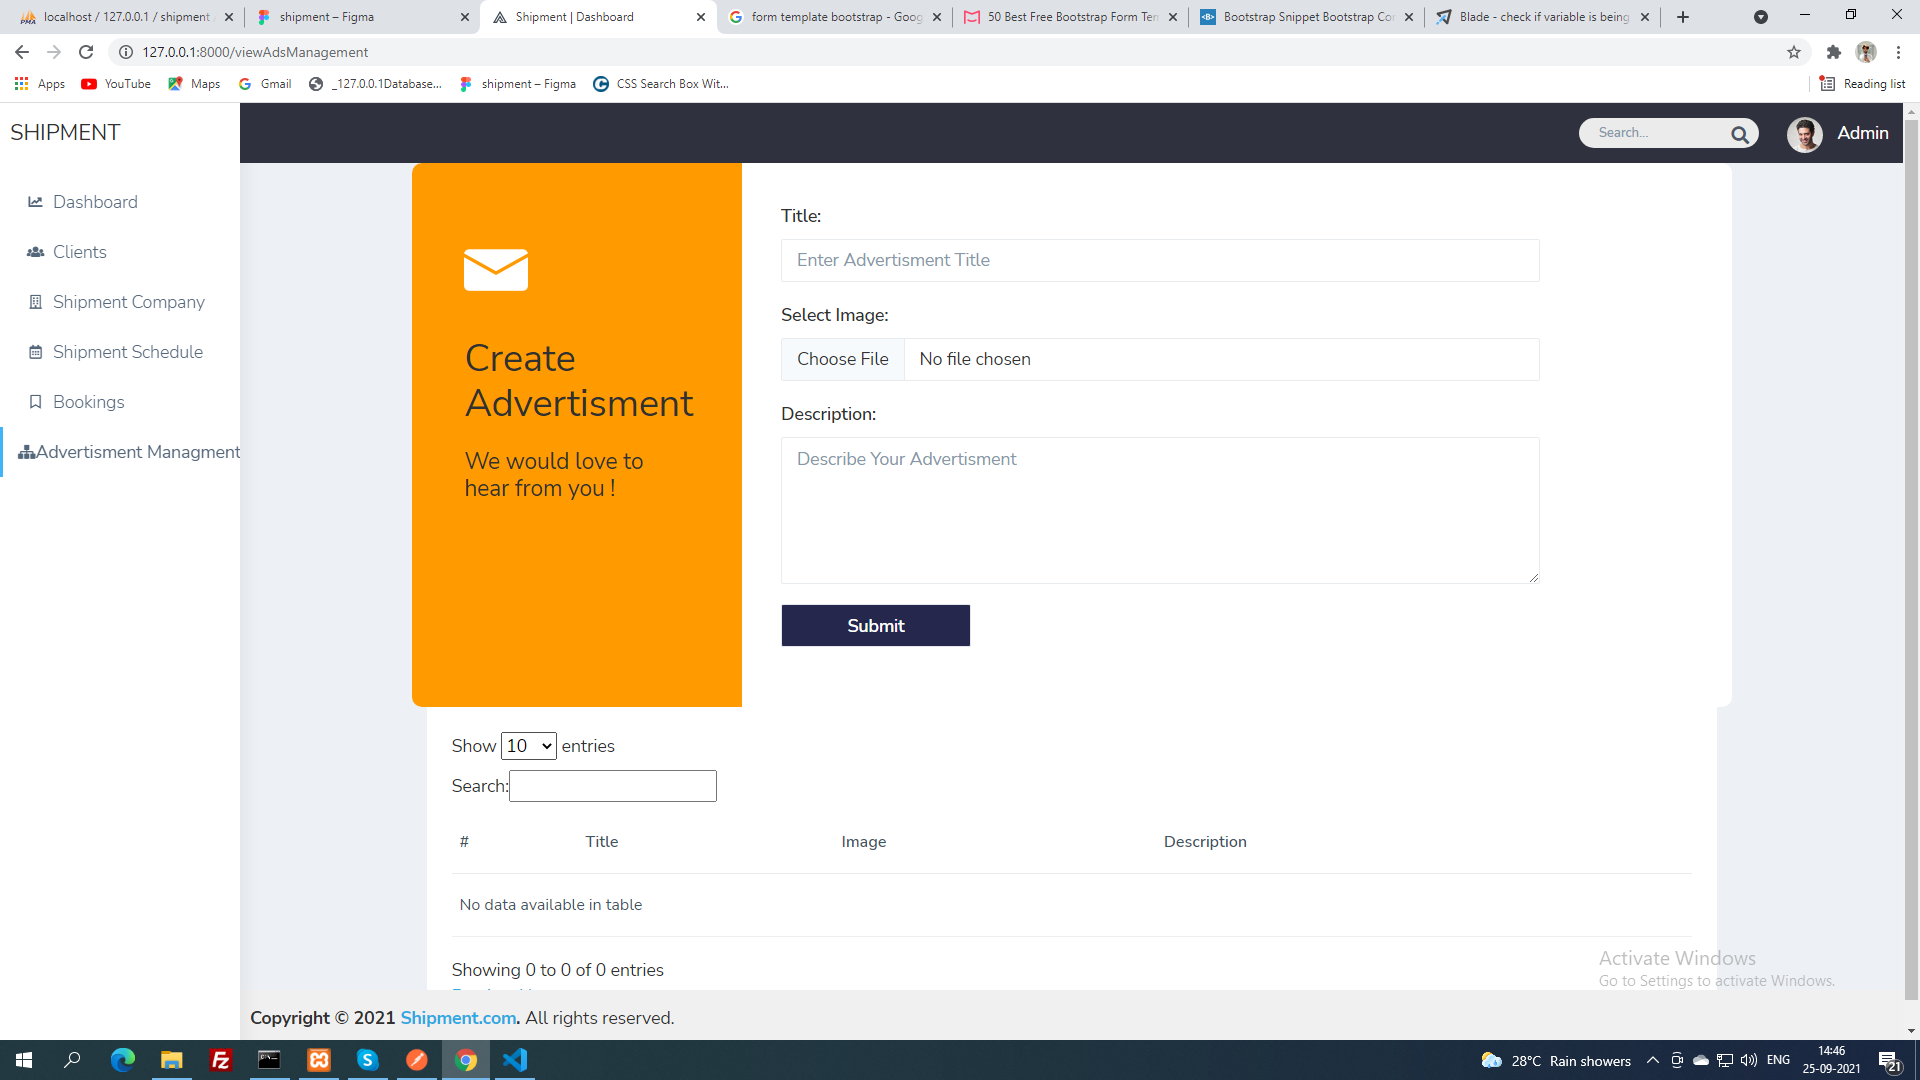 localhost / 127.0.0.1 / shipment
shipment – Figma
Shipment | Dashboard
form template bootstrap - Goog
50 Best Free Bootstrap Form Tem
Bootstrap Snippet Bootstrap Con
Blade - check if variable is being
127.0.0.1:8000/viewAdsManagement
Apps
YouTube
Maps
Gmail
_127.0.0.1Database...
shipment – Figma
CSS Search Box Wit...
Reading list
SHIPMENT
Search...
Admin
Dashboard
Clients
Shipment Company
Shipment Schedule
Bookings
Advertisment Managment
Create
Advertisment
We would love to
hear from you !
Title:
Enter Advertisment Title
Select Image:
Choose File No file chosen
Description:
Describe Your Advertisment
Submit
Show 10 entries
Search:
# Title Image Description
No data available in table
Showing 0 to 0 of 0 entries
Activate Windows
Go to Settings to activate Windows.
Copyright © 2021 Shipment.com. All rights reserved.
28°C Rain showers
ENG
14:46
25-09-2021
21